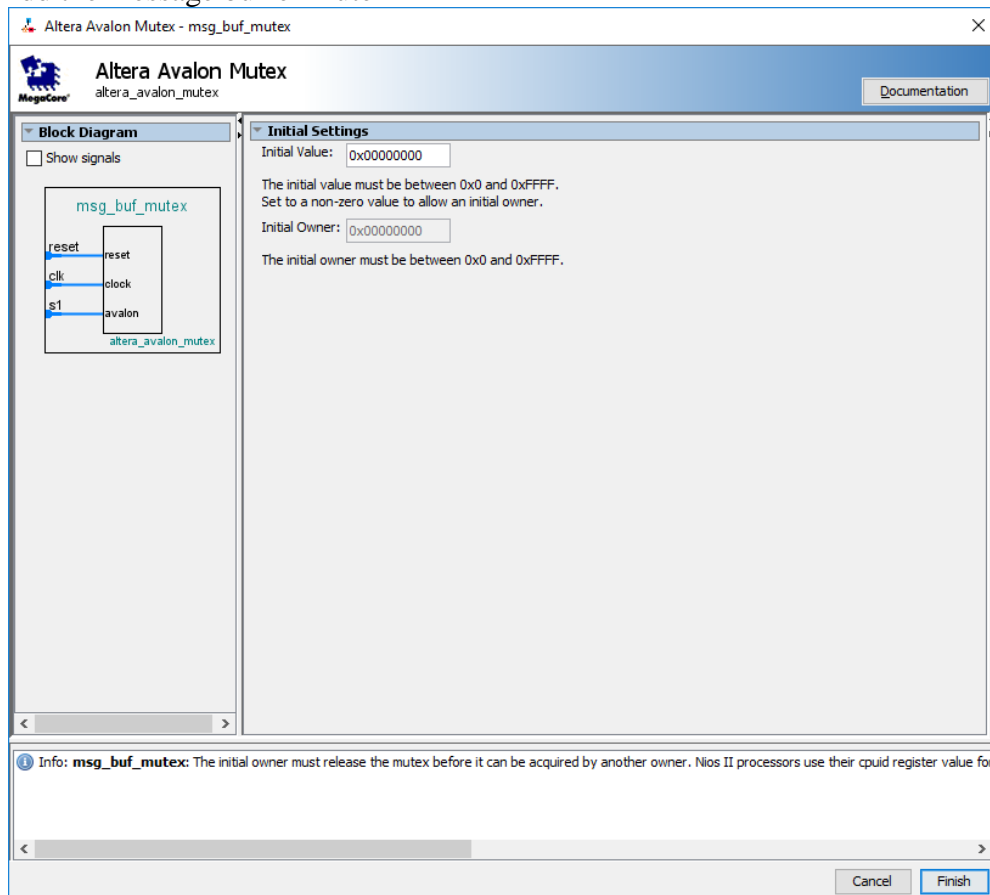 Altera Avalon Mutex - msg_buf_mutex
MegaCore®
Altera Avalon Mutex
altera_avalon_mutex
Documentation
Block Diagram
Show signals
msg_buf_mutex
reset
reset
clk
clock
s1
avalon
altera_avalon_mutex
Initial Settings
Initial Value: 0x00000000
The initial value must be between 0x0 and 0xFFFF.
Set to a non-zero value to allow an initial owner.
Initial Owner: 0x00000000
The initial owner must be between 0x0 and 0xFFFF.
Info: msg_buf_mutex: The initial owner must release the mutex before it can be acquired by another owner. Nios II processors use their cpuid register value fo
Cancel
Finish